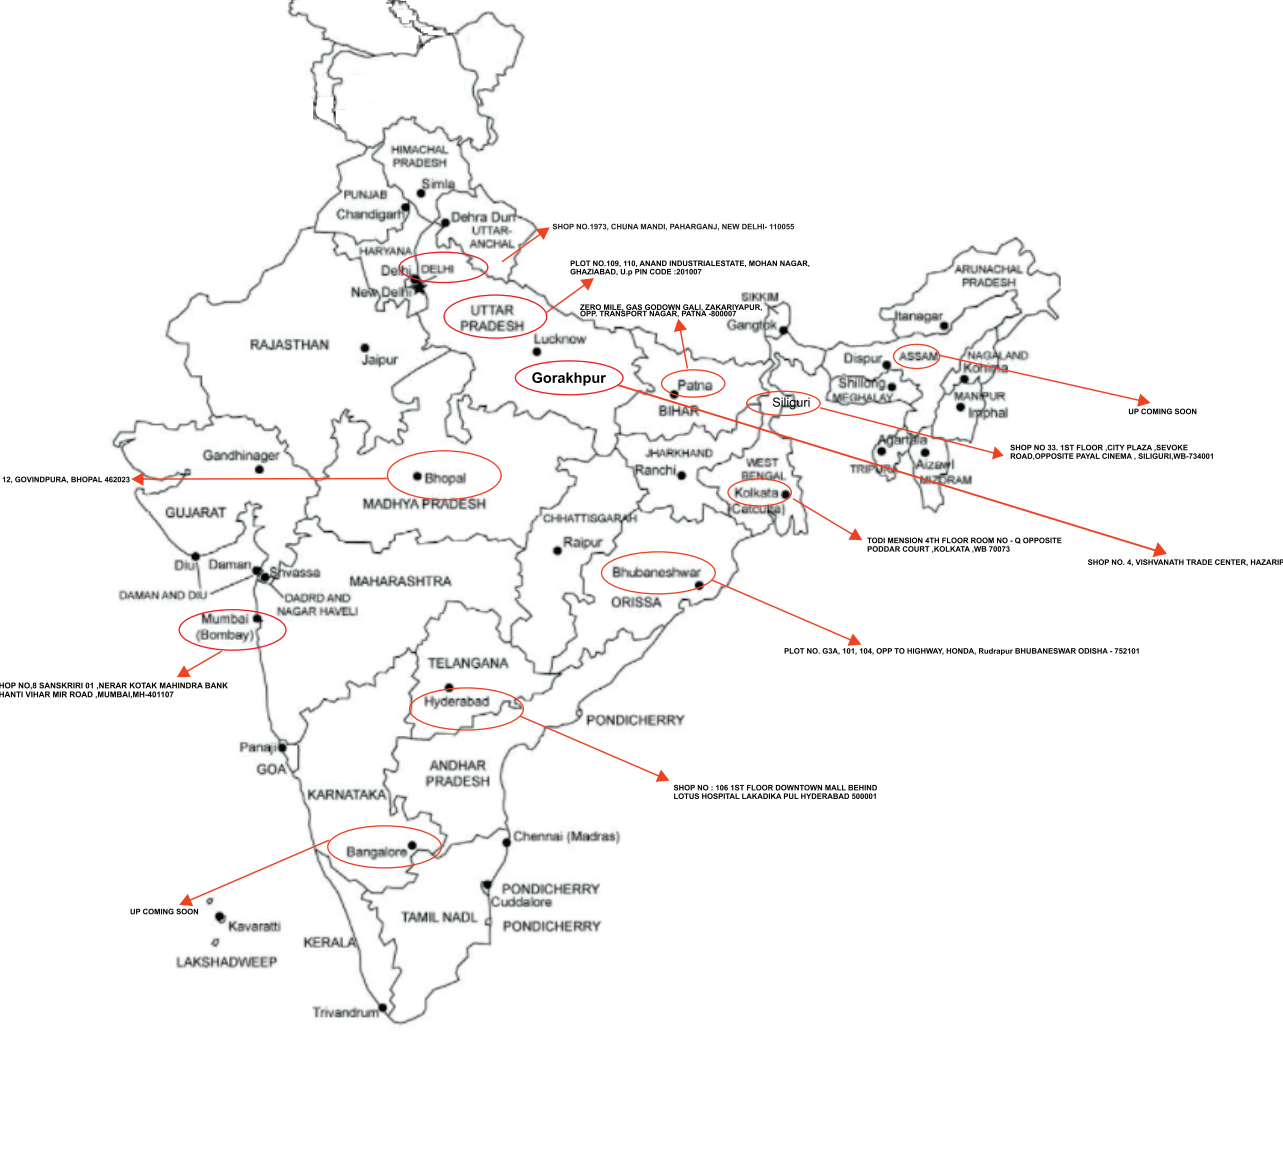 HIMACHAL
PRADESH
Simla
PUNJAB
Chandigarh
Dehra Dun
UTTAR-
ANCHAL
SHOP NO.1973, CHUNA MANDI, PAHARGANJ, NEW DELHI- 110055
HARYANA
Delhi
DELHI
New Delhi
PLOT NO.109, 110, ANAND INDUSTRIALESTATE, MOHAN NAGAR,
GHAZIABAD, U.p PIN CODE :201007
ARUNACHAL
PRADESH
UTTAR
PRADESH
ZERO MILE, GAS GODOWN GALI, ZAKARIYAPUR,
OPP. TRANSPORT NAGAR, PATNA -800007
SIKKIM
Gangtok
Itanagar
RAJASTHAN
Jaipur
Lucknow
Dispur
ASSAM
NAGALAND
Kohima
Gorakhpur
Patna
BIHAR
Siliguri
Shillong
MEGHALAY
MANIPUR
Imphal
UP COMING SOON
Gandhinager
Agartala
TRIPURA
Aizawl
MIZORAM
SHOP NO 33. 1ST FLOOR ,CITY PLAZA ,SEVOKE
ROAD,OPPOSITE PAYAL CINEMA , SILIGURI,WB-734001
JHARKHAND
Ranchi
WEST
BENGAL
12, GOVINDPURA, BHOPAL 462023
Bhopal
MADHYA PRADESH
Kolkata
(Calcutta)
GUJARAT
CHHATTISGARAH
Raipur
TODI MENSION 4TH FLOOR ROOM NO - Q OPPOSITE
PODDAR COURT ,KOLKATA ,WB 70073
SHOP NO. 4, VISHVANATH TRADE CENTER, HAZARIP
Diu
Daman
Shvassa
MAHARASHTRA
Bhubaneshwar
ORISSA
DAMAN AND DIU
DADRD AND
NAGAR HAVELI
Mumbai
(Bombay)
PLOT NO. G3A, 101, 104, OPP TO HIGHWAY, HONDA, Rudrapur BHUBANESWAR ODISHA - 752101
TELANGANA
HOP NO,8 SANSKRIRI 01 ,NERAR KOTAK MAHINDRA BANK
HANTI VIHAR MIR ROAD ,MUMBAI,MH-401107
Hyderabad
PONDICHERRY
Panaji
GOA
ANDHAR
PRADESH
SHOP NO : 106 1ST FLOOR DOWNTOWN MALL BEHIND
LOTUS HOSPITAL LAKADIKA PUL HYDERABAD 500001
KARNATAKA
Chennai (Madras)
Bangalore
UP COMING SOON
PONDICHERRY
Cuddalore
Kavaratti
TAMIL NADL
PONDICHERRY
KERALA
LAKSHADWEEP
Trivandrum